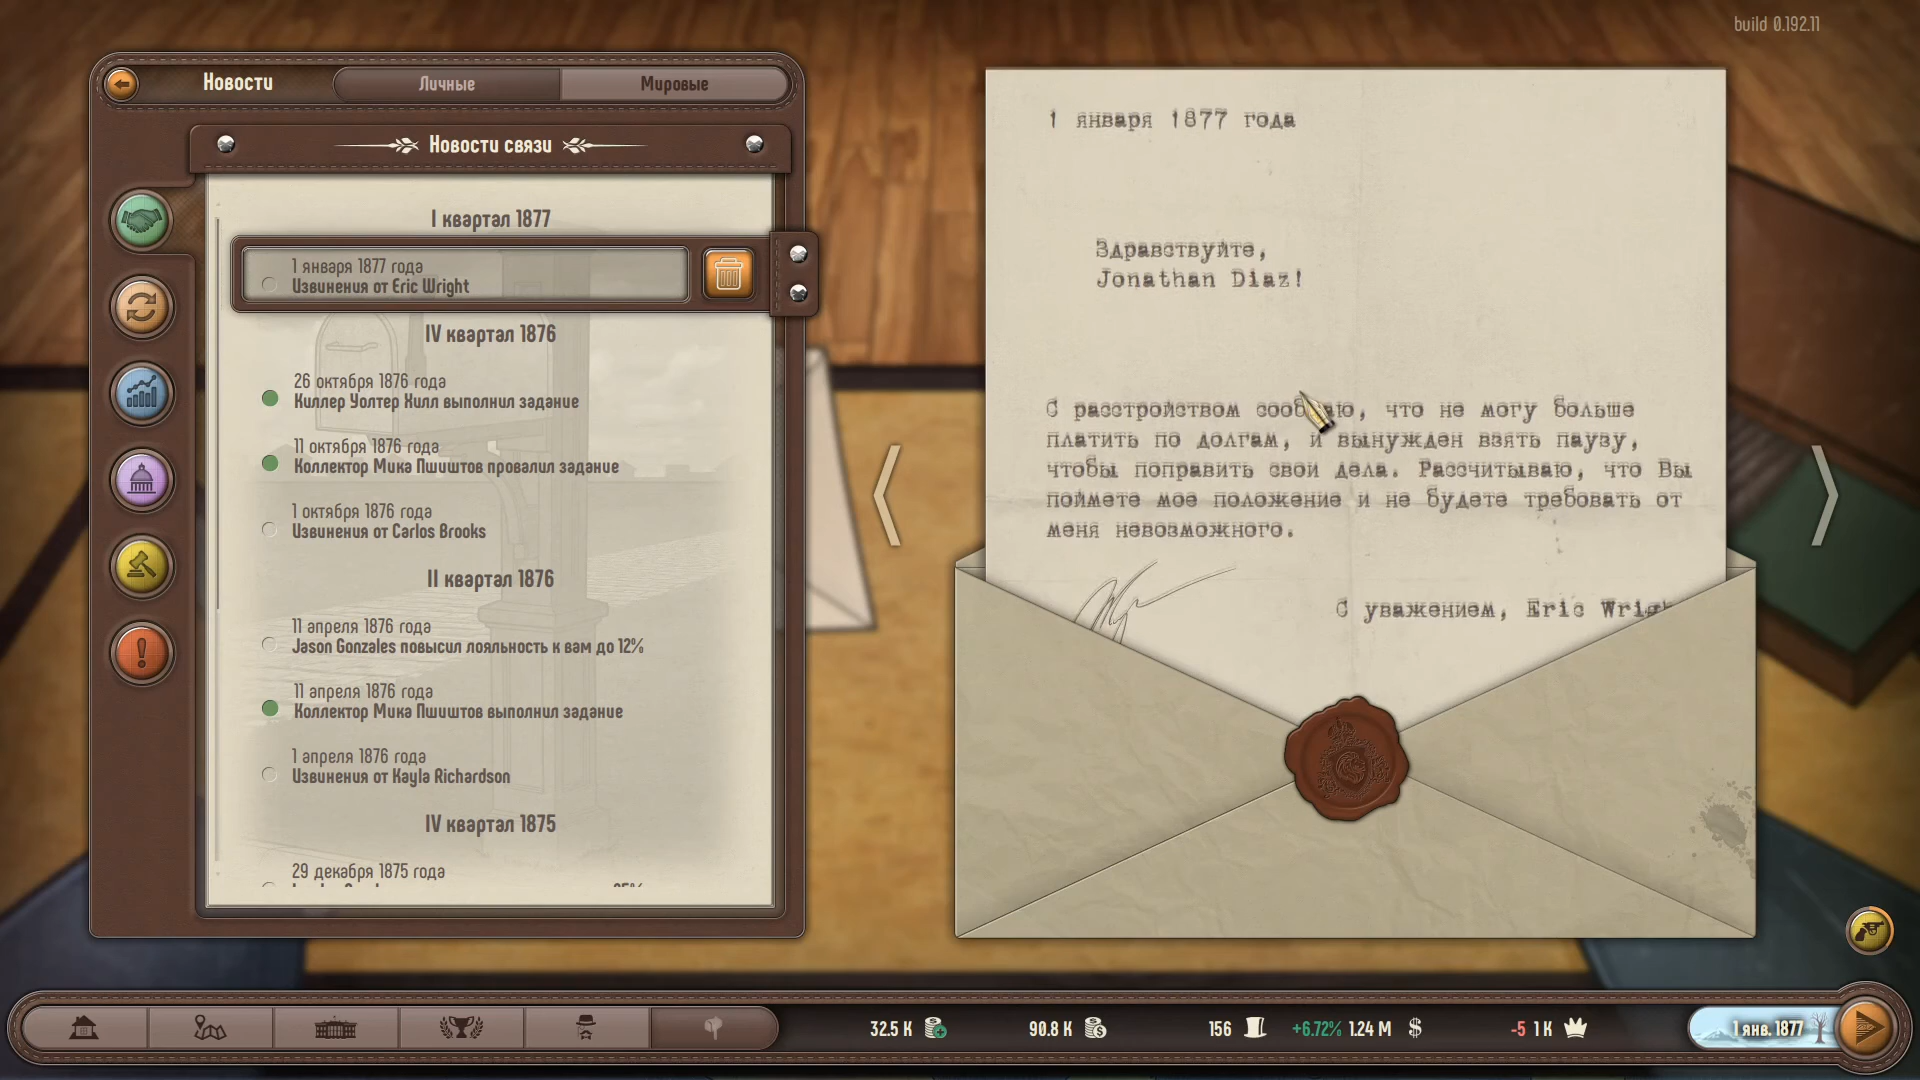 build 0.192.11
Новости
Личные
Мировые
Новости связи
I квартал 1877
1 января 1877 года
Извинения от Eric Wright
IV квартал 1876
26 октября 1876 года
Киллер Уолтер Хилл выполнил задание
11 октября 1876 года
Коллектор Мика Пшиштов провалил задание
1 октября 1876 года
Извинения от Carlos Brooks
II квартал 1876
11 апреля 1876 года
Jason Gonzales повысил лояльность к вам до 12%
11 апреля 1876 года
Коллектор Мика Пшиштов выполнил задание
1 апреля 1876 года
Извинения от Kayla Richardson
IV квартал 1875
29 декабря 1875 года
1 января 1877 года
Здравствуйте,
Jonathan Diaz!
С расстройством сообщаю, что не могу больше
платить по долгам, и вынужден взять паузу,
чтобы поправить свои дела. Рассчитываю, что Вы
поймете мое положение и не будете требовать от
меня невозможного.
С уважением, Eric
32.5 K
90.8 K
156
+6.72% 1.24 M $
-5 1 K
1 янв. 1877